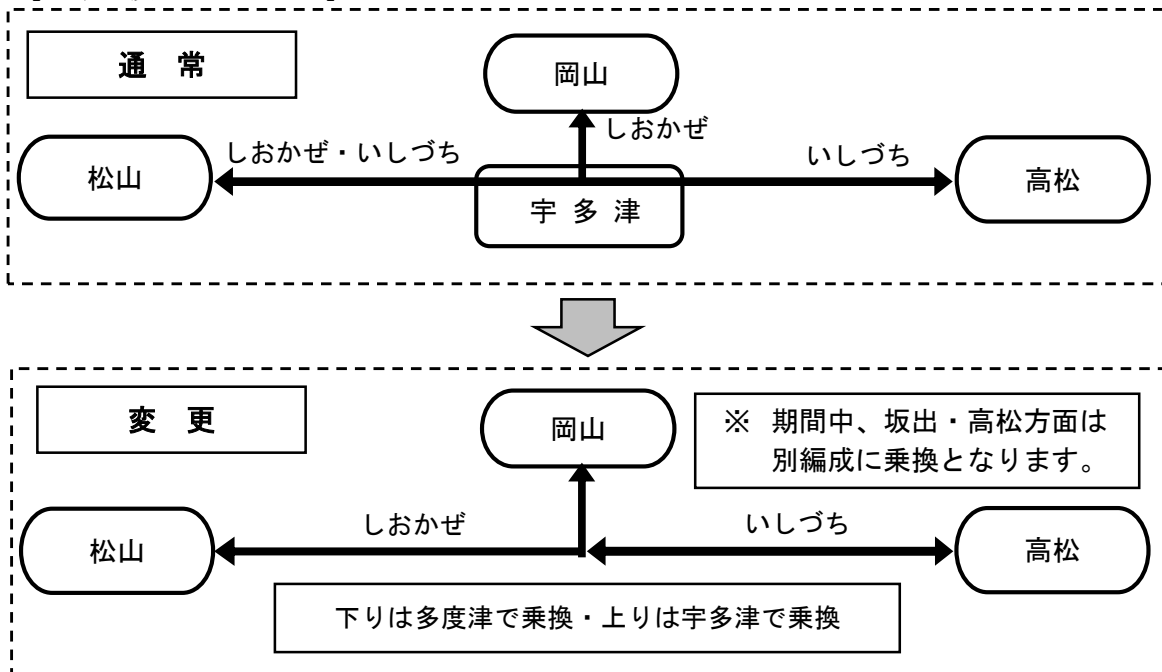 通 常
岡山
しおかぜ
しおかぜ・いしづち
いしづち
松山
宇 多 津
高松
変 更
岡山
※ 期間中、坂出・高松方面は
別編成に乗換となります。
しおかぜ
いしづち
松山
高松
下りは多度津で乗換・上りは宇多津で乗換